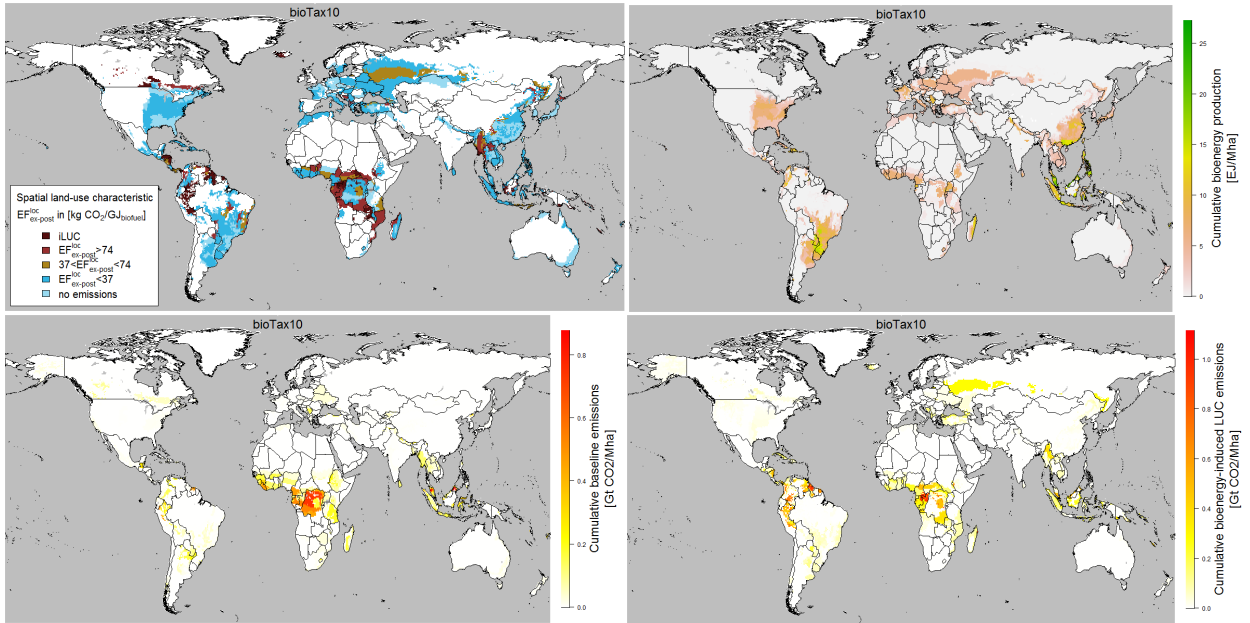 bioTax10
Spatial land-use characteristic
EF^loc_ex-post in [kg CO₂/GJ_biofuel]
iLUC
EF^loc_ex-post>74
37<EF^loc_ex-post<74
EF^loc_ex-post<37
no emissions
bioTax10
25
20
15
10
5
0
Cumulative bioenergy production
[EJ/Mha]
bioTax10
0.8
0.6
0.4
0.2
0.0
Cumulative baseline emissions
[Gt CO2/Mha]
bioTax10
1.0
0.8
0.6
0.4
0.2
0.0
Cumulative bioenergy-induced LUC emissions
[Gt CO2/Mha]